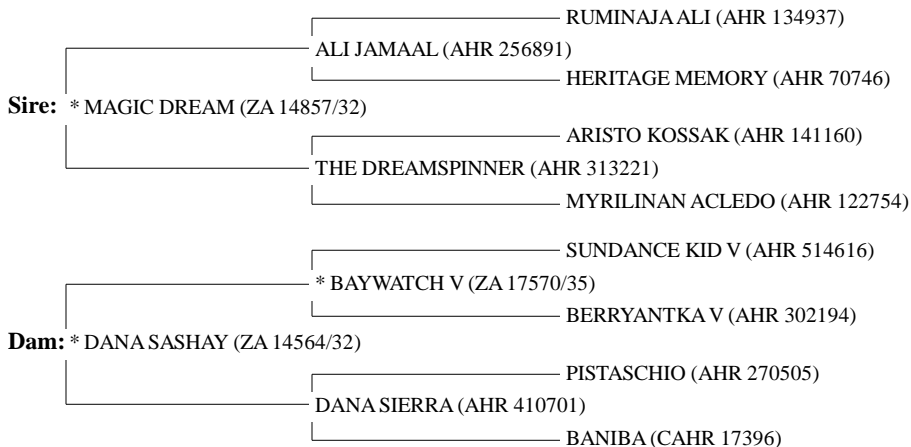 RUMINAJA ALI (AHR 134937)
ALI JAMAAL (AHR 256891)
HERITAGE MEMORY (AHR 70746)
Sire: * MAGIC DREAM (ZA 14857/32)
ARISTO KOSSAK (AHR 141160)
THE DREAMSPINNER (AHR 313221)
MYRILINAN ACLEDO (AHR 122754)
SUNDANCE KID V (AHR 514616)
* BAYWATCH V (ZA 17570/35)
BERRYANTKA V (AHR 302194)
Dam: * DANA SASHAY (ZA 14564/32)
PISTASCHIO (AHR 270505)
DANA SIERRA (AHR 410701)
BANIBA (CAHR 17396)